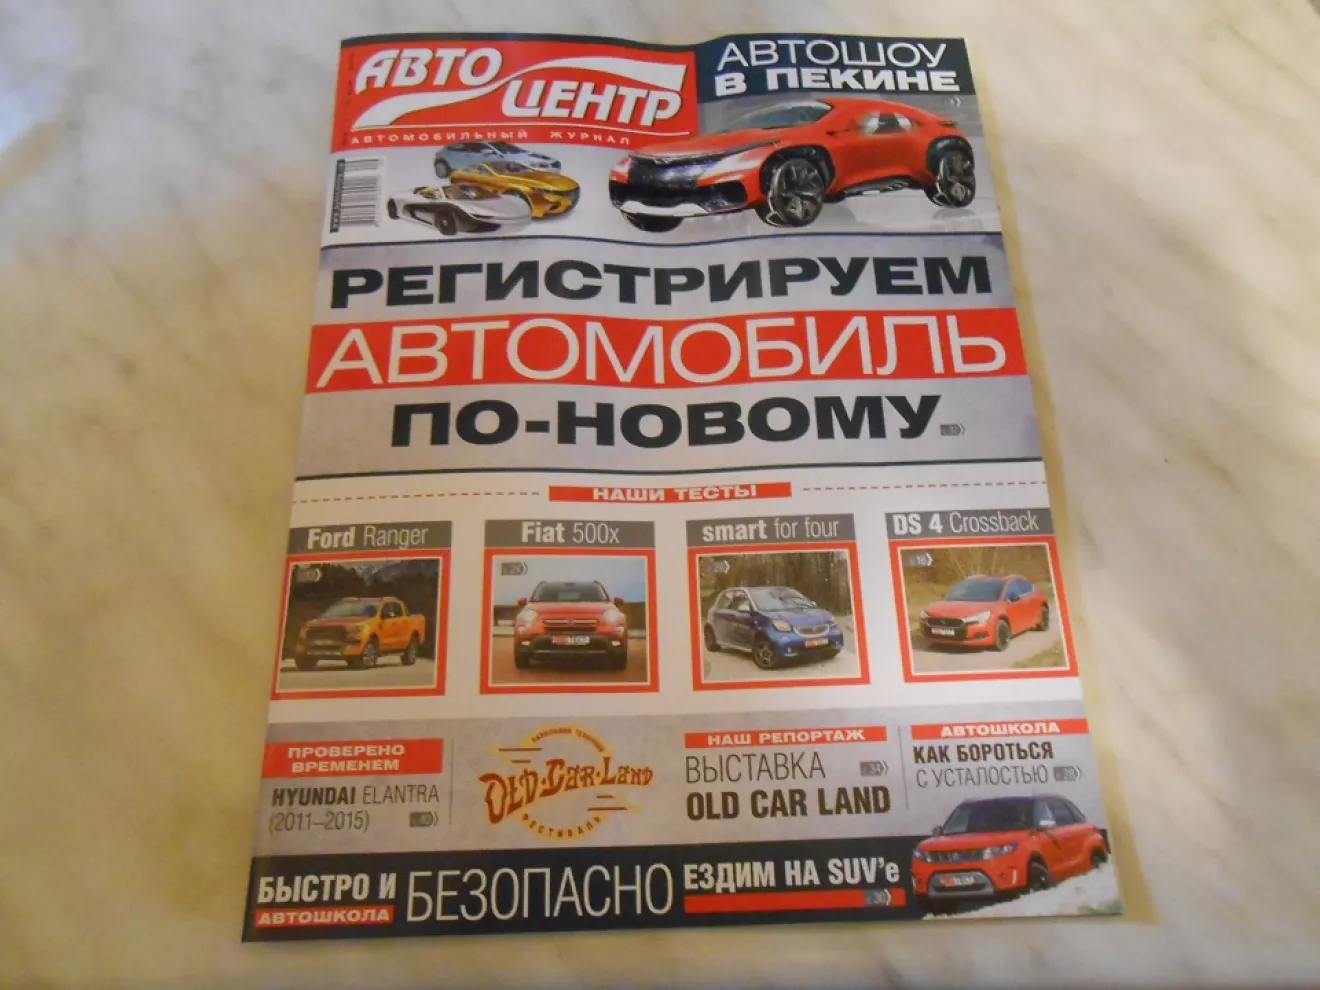 АВТО
ЦЕНТР
АВТОМОБИЛЬНЫЙ ЖУРНАЛ
АВТОШОУ
В ПЕКИНЕ
РЕГИСТРИРУЕМ
АВТОМОБИЛЬ
ПО-НОВОМУ
НАШИ ТЕСТЫ
Ford Ranger
Fiat 500x
smart for four
DS 4 Crossback
ПРОВЕРЕНО
ВРЕМЕНЕМ
HYUNDAI ELANTRA
(2011–2015)
OLD·CAR·LAND
ФЕСТИВАЛЬ
НАШ РЕПОРТАЖ
ВЫСТАВКА
OLD CAR LAND
АВТОШКОЛА
КАК БОРОТЬСЯ
С УСТАЛОСТЬЮ
БЫСТРО И
АВТОШКОЛА
БЕЗОПАСНО
ЕЗДИМ НА SUV'е
30